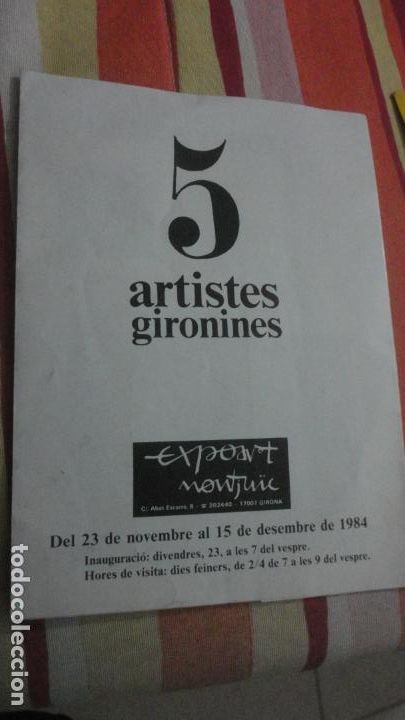 5
artistes
gironines
expoart
montjuïc
C/. Abat Escarré, 8 - ☎ 202440 - 17007 GIRONA
Del 23 de novembre al 15 de desembre de 1984
Inauguració: divendres, 23, a les 7 del vespre.
Hores de visita: dies feiners, de 2/4 de 7 a les 9 del vespre.
todocoleccion